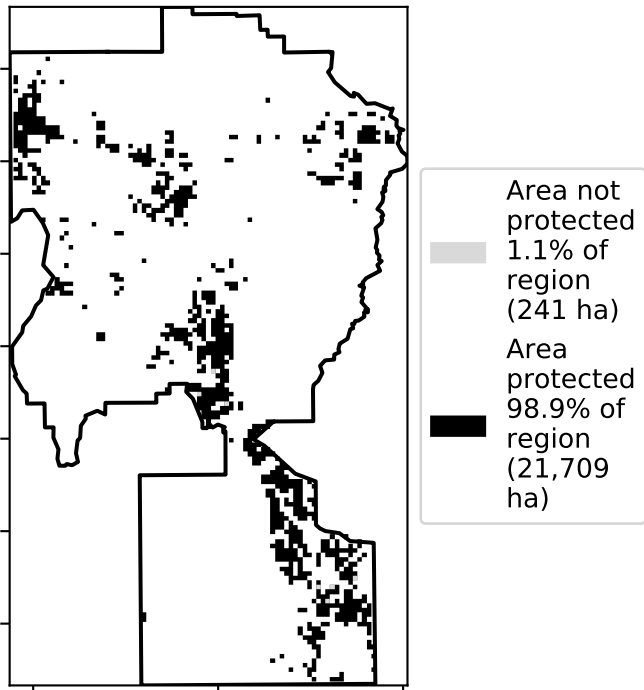 Area not
protected
1.1% of
region
(241 ha)
Area
protected
98.9% of
region
(21,709
ha)